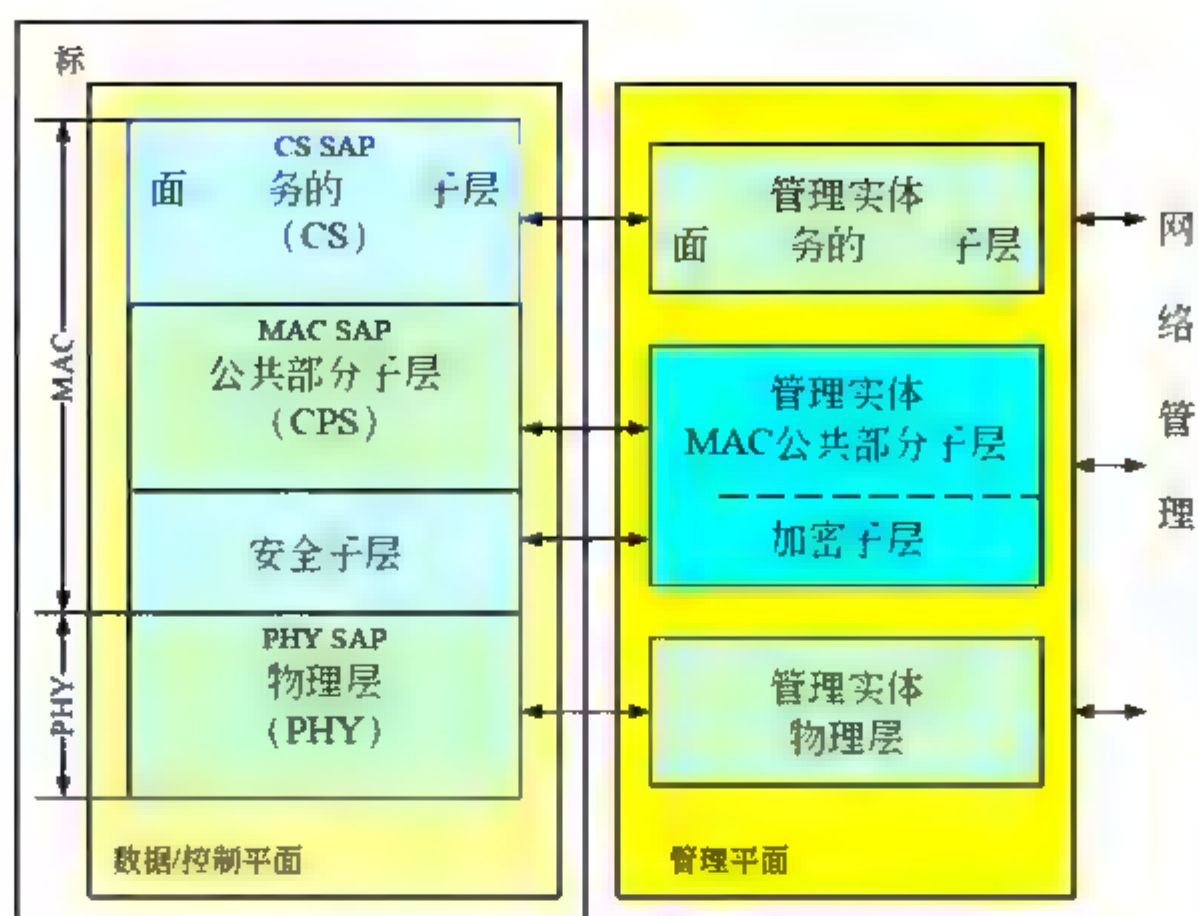 标
CS SAP
面 务的 子层
(CS)
MAC SAP
公共部分子层
(CPS)
安全子层
PHY SAP
物理层
(PHY)
MAC
PHY
数据/控制平面
管理实体
面 务的 子层
管理实体
MAC公共部分子层
加密子层
管理实体
物理层
管理平面
网
络
管
理